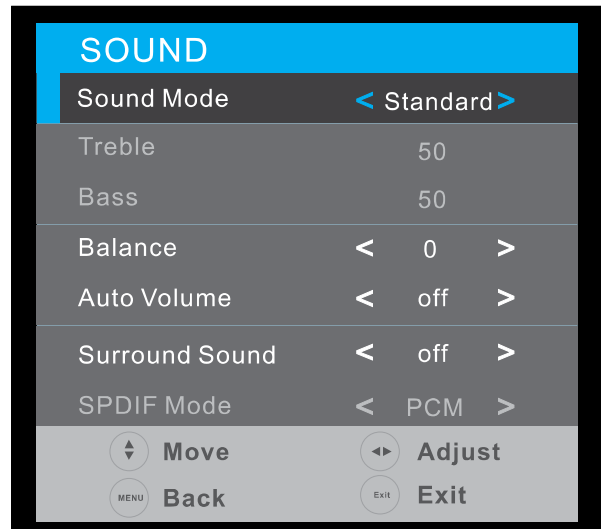 SOUND
Sound Mode < Standard >
Treble 50
Bass 50
Balance < 0 >
Auto Volume < off >
Surround Sound < off >
SPDIF Mode < PCM >
Move Adjust
MENU Back Exit Exit